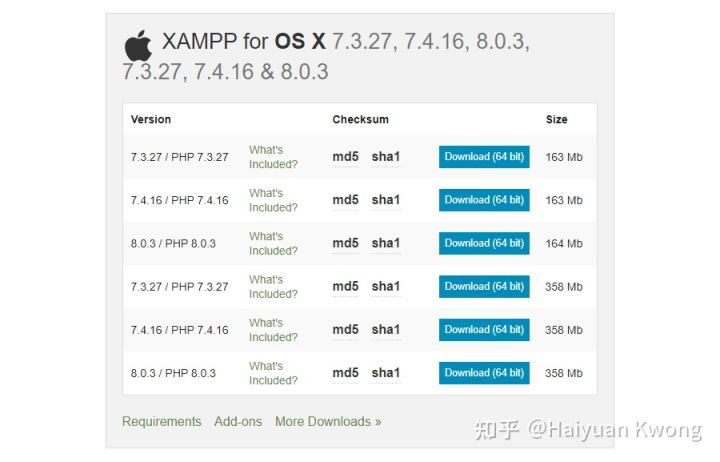 XAMPP for OS X 7.3.27, 7.4.16, 8.0.3,
7.3.27, 7.4.16 & 8.0.3
Version Checksum Size
7.3.27 / PHP 7.3.27 What's Included? md5 sha1 Download (64 bit) 163 Mb
7.4.16 / PHP 7.4.16 What's Included? md5 sha1 Download (64 bit) 163 Mb
8.0.3 / PHP 8.0.3 What's Included? md5 sha1 Download (64 bit) 164 Mb
7.3.27 / PHP 7.3.27 What's Included? md5 sha1 Download (64 bit) 358 Mb
7.4.16 / PHP 7.4.16 What's Included? md5 sha1 Download (64 bit) 358 Mb
8.0.3 / PHP 8.0.3 What's Included? md5 sha1 Download (64 bit) 358 Mb
Requirements Add-ons More Downloads »
知乎 @Haiyuan Kwong